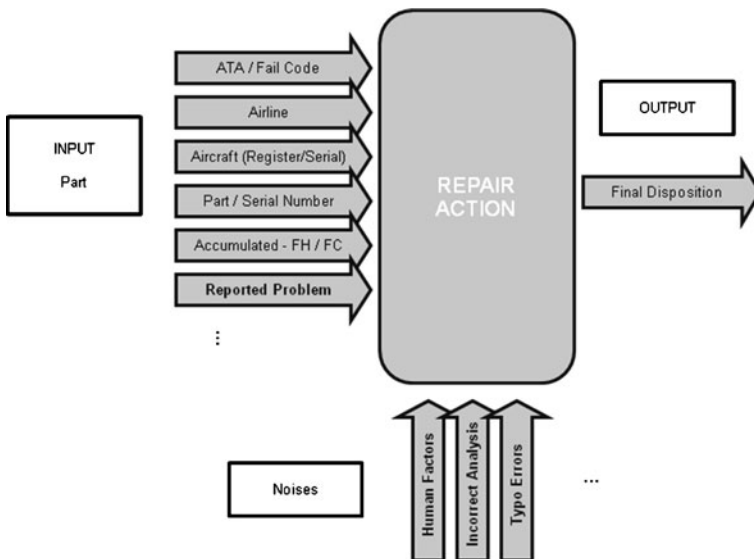 INPUT
Part
ATA / Fail Code
Airline
Aircraft (Register/Serial)
Part / Serial Number
Accumulated - FH / FC
Reported Problem
...
REPAIR
ACTION
OUTPUT
Final Disposition
Noises
Human Factors
Incorrect Analysis
Typo Errors
...